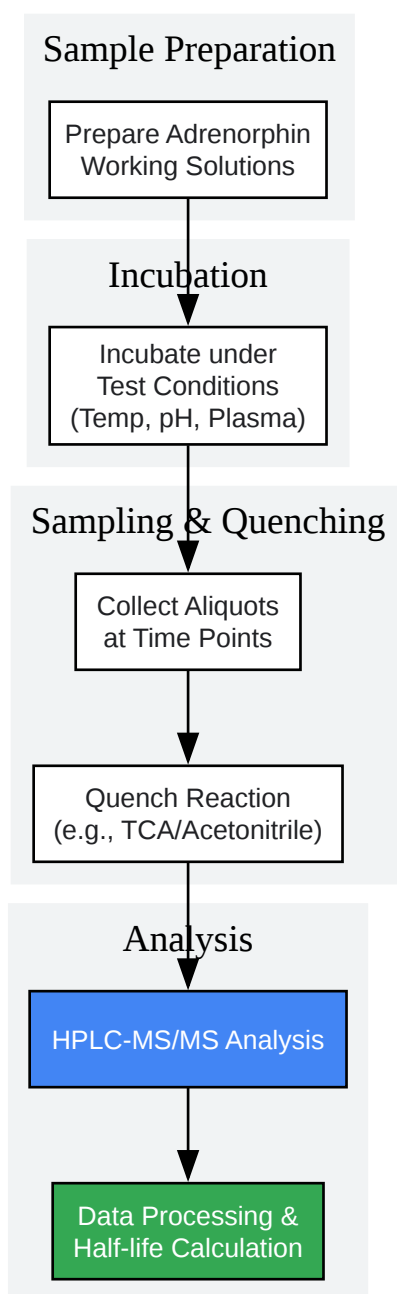 Sample Preparation
Prepare Adrenorphin
Working Solutions
Incubation
Incubate under
Test Conditions
(Temp, pH, Plasma)
Sampling & Quenching
Collect Aliquots
at Time Points
Quench Reaction
(e.g., TCA/Acetonitrile)
Analysis
HPLC-MS/MS Analysis
Data Processing &
Half-life Calculation